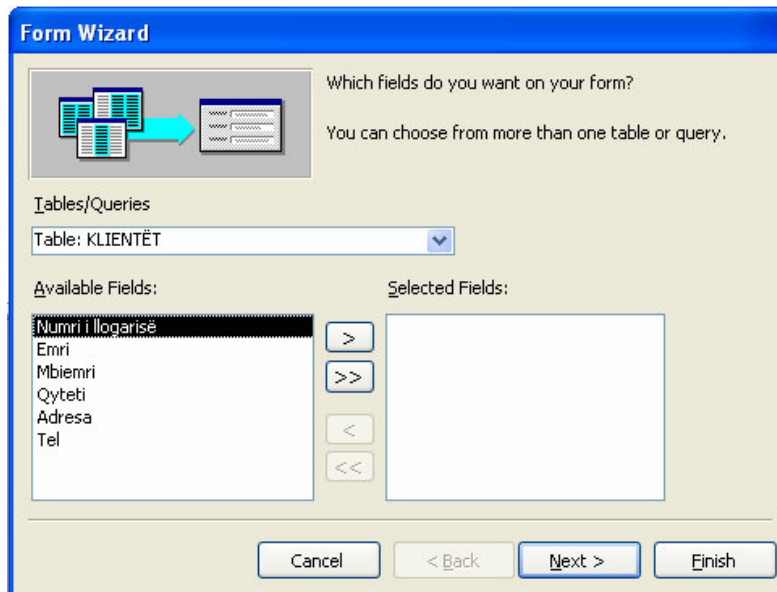 Form Wizard
Which fields do you want on your form?
You can choose from more than one table or query.
Tables/Queries
Table: KLIENTËT
Available Fields:
Selected Fields:
Numri i llogarisë
Emri
Mbiemri
Qyteti
Adresa
Tel
>
>>
<
<<
Cancel
< Back
Next >
Finish